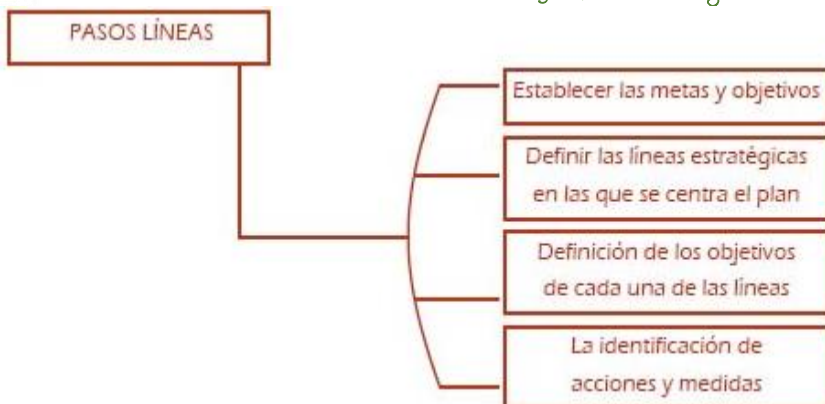 PASOS LÍNEAS
Establecer las metas y objetivos
Definir las líneas estratégicas
en las que se centra el plan
Definición de los objetivos
de cada una de las líneas
La identificación de
acciones y medidas